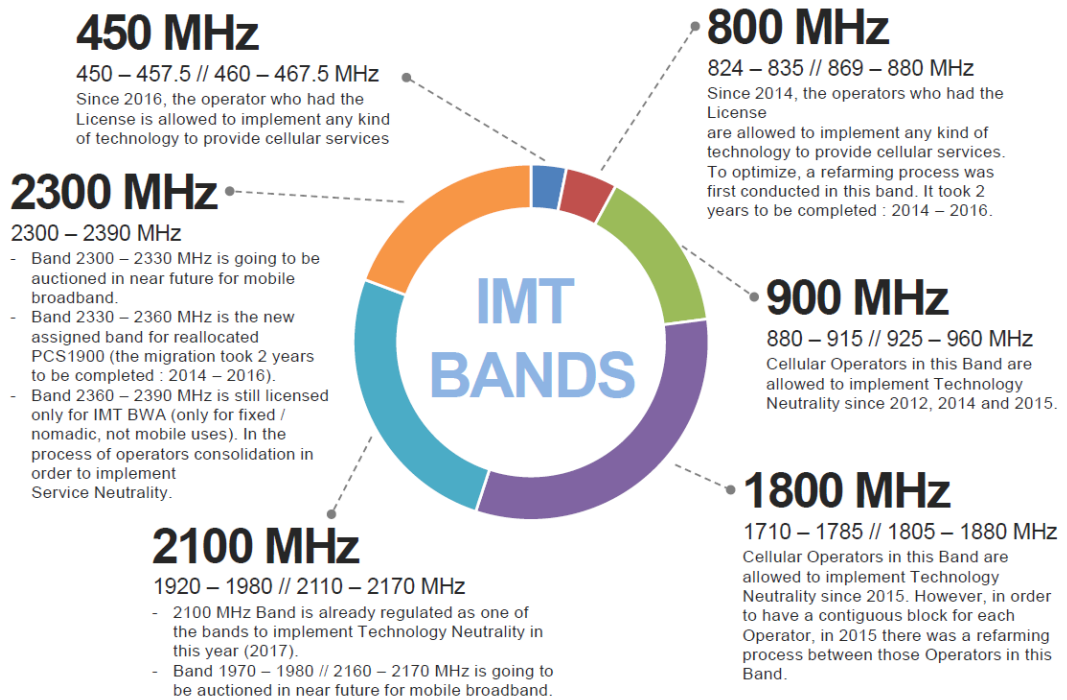 450 MHz
450 – 457.5 // 460 – 467.5 MHz
Since 2016, the operator who had the
License is allowed to implement any kind
of technology to provide cellular services
800 MHz
824 – 835 // 869 – 880 MHz
Since 2014, the operators who had the
License
are allowed to implement any kind of
technology to provide cellular services.
To optimize, a refarming process was
first conducted in this band. It took 2
years to be completed : 2014 – 2016.
2300 MHz
2300 – 2390 MHz
- Band 2300 – 2330 MHz is going to be
auctioned in near future for mobile
broadband.
- Band 2330 – 2360 MHz is the new
assigned band for reallocated
PCS1900 (the migration took 2 years
to be completed : 2014 – 2016).
- Band 2360 – 2390 MHz is still licensed
only for IMT BWA (only for fixed /
nomadic, not mobile uses). In the
process of operators consolidation in
order to implement
Service Neutrality.
IMT
BANDS
900 MHz
880 – 915 // 925 – 960 MHz
Cellular Operators in this Band are
allowed to implement Technology
Neutrality since 2012, 2014 and 2015.
1800 MHz
1710 – 1785 // 1805 – 1880 MHz
Cellular Operators in this Band are
allowed to implement Technology
Neutrality since 2015. However, in order
to have a contiguous block for each
Operator, in 2015 there was a refarming
process between those Operators in this
Band.
2100 MHz
1920 – 1980 // 2110 – 2170 MHz
- 2100 MHz Band is already regulated as one of
the bands to implement Technology Neutrality in
this year (2017).
- Band 1970 – 1980 // 2160 – 2170 MHz is going to
be auctioned in near future for mobile broadband.